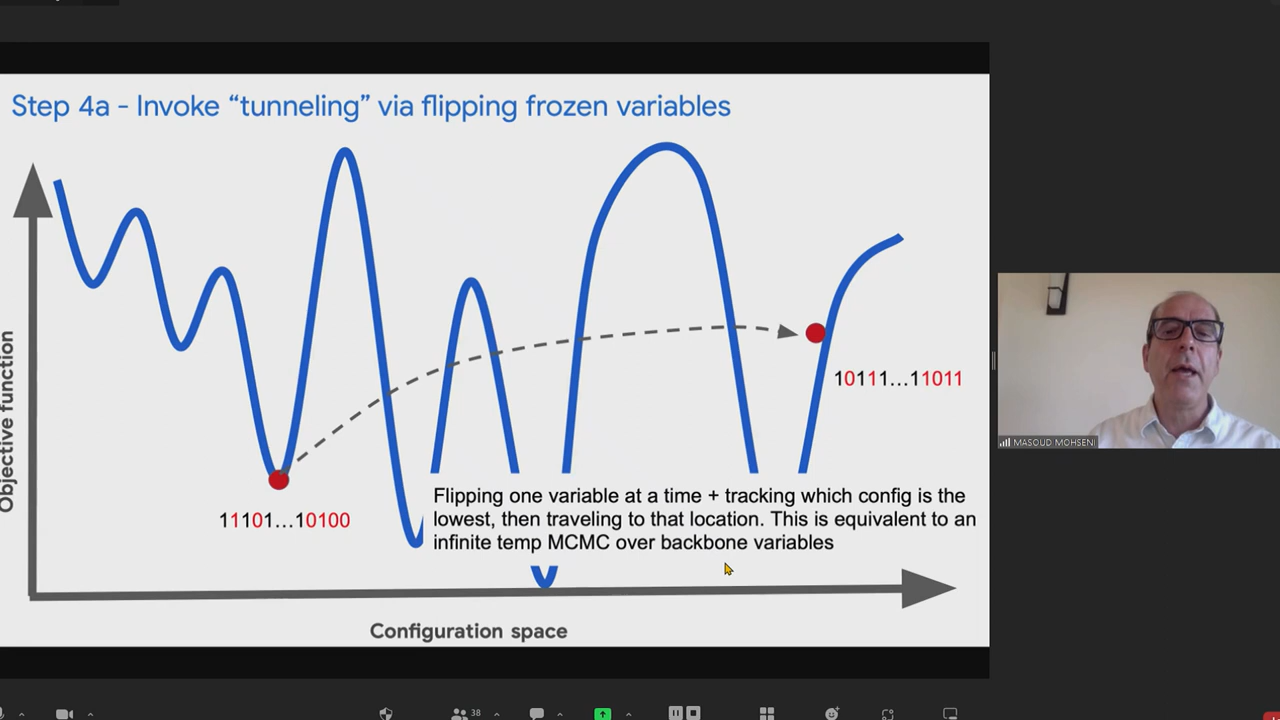 Step 4a - Invoke “tunneling” via flipping frozen variables
Objective function
10111...11011
MASOUD MOHSENI
Flipping one variable at a time + tracking which config is the
lowest, then traveling to that location. This is equivalent to an
infinite temp MCMC over backbone variables
11101...10100
Configuration space
38